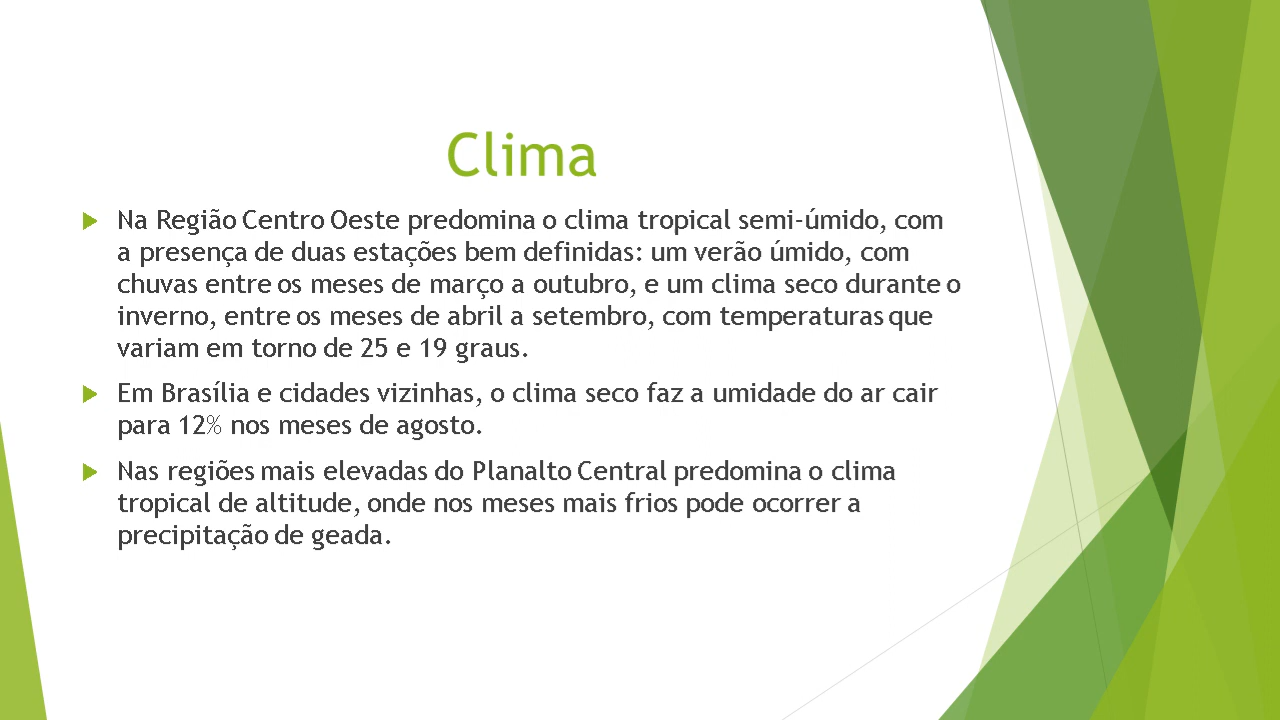 Clima
Na Região Centro Oeste predomina o clima tropical semi-úmido, com
a presença de duas estações bem definidas: um verão úmido, com
chuvas entre os meses de março a outubro, e um clima seco durante o
inverno, entre os meses de abril a setembro, com temperaturas que
variam em torno de 25 e 19 graus.
Em Brasília e cidades vizinhas, o clima seco faz a umidade do ar cair
para 12% nos meses de agosto.
Nas regiões mais elevadas do Planalto Central predomina o clima
tropical de altitude, onde nos meses mais frios pode ocorrer a
precipitação de geada.